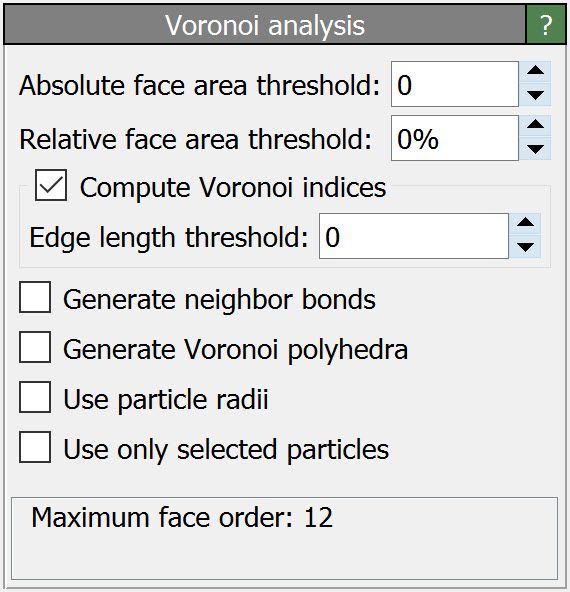 Voronoi analysis ?
Absolute face area threshold: 0
Relative face area threshold: 0%
Compute Voronoi indices
Edge length threshold: 0
Generate neighbor bonds
Generate Voronoi polyhedra
Use particle radii
Use only selected particles
Maximum face order: 12